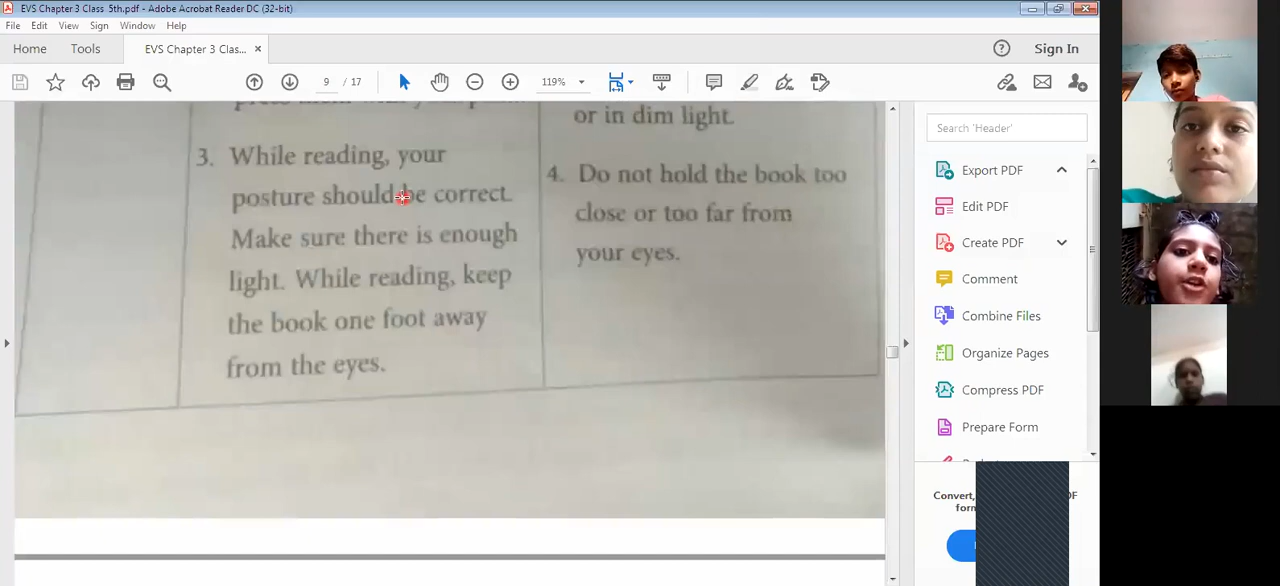 EVS Chapter 3 Class  5th.pdf - Adobe Acrobat Reader DC (32-bit)
File Edit View Sign Window Help
Home Tools EVS Chapter 3 Clas... × Sign In
9 / 17 119%
or in dim light.
3. While reading, your
posture should be correct.
Make sure there is enough
light. While reading, keep
the book one foot away
from the eyes.
4. Do not hold the book too
close or too far from
your eyes.
Search 'Header'
Export PDF
Edit PDF
Create PDF
Comment
Combine Files
Organize Pages
Compress PDF
Prepare Form
Convert,